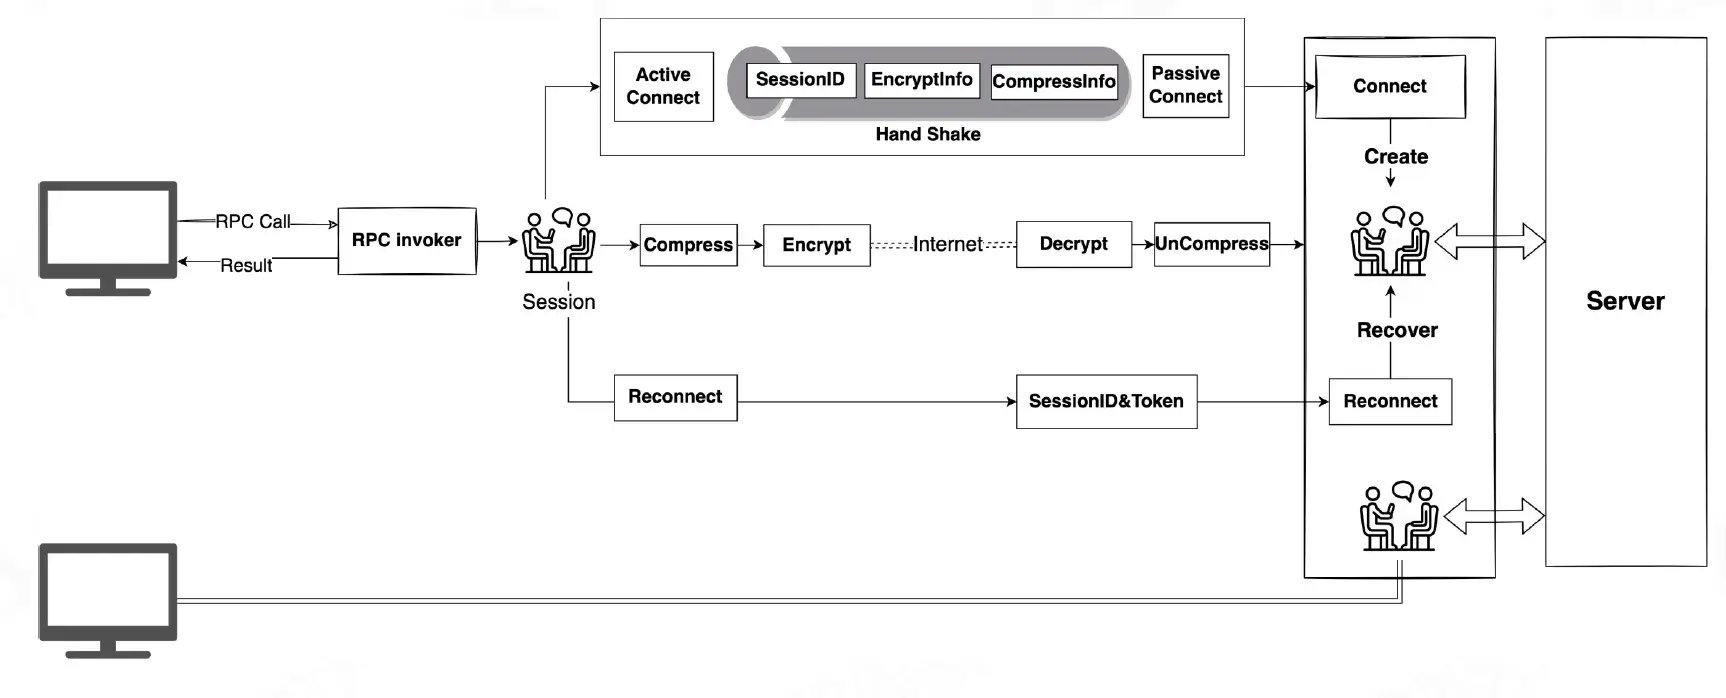 Active
Connect
SessionID
EncryptInfo
CompressInfo
Hand Shake
Passive
Connect
Connect
Create
RPC Call
Result
RPC invoker
Session
Compress
Encrypt
Internet
Decrypt
UnCompress
Server
Recover
Reconnect
SessionID&Token
Reconnect